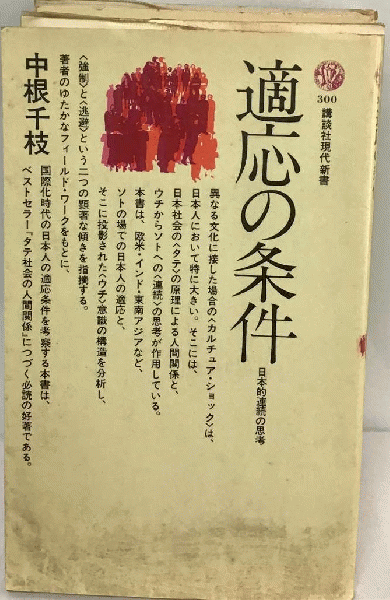 300
講談社現代新書
適応の条件
日本的連続の思考
異なる文化に接した場合の〈カルチュア・ショック〉は、
日本人において特に大きい。そこには、
日本社会の〈タテ〉の原理による人間関係と、
ウチからソトへの〈連続〉の思考が作用している。
本書は、欧米・インド・東南アジアなど、
ソトの場での日本人の適応と、
そこに投影された〈ウチ〉意識の構造を分析し、
〈強制〉と〈逃避〉という二つの顕著な傾きを指摘する。
著者のゆたかなフィールド・ワークをもとに、
国際化時代の日本人の適応条件を考察する本書は、
ベストセラー『タテ社会の人間関係』につづく必読の好著である。
中根千枝